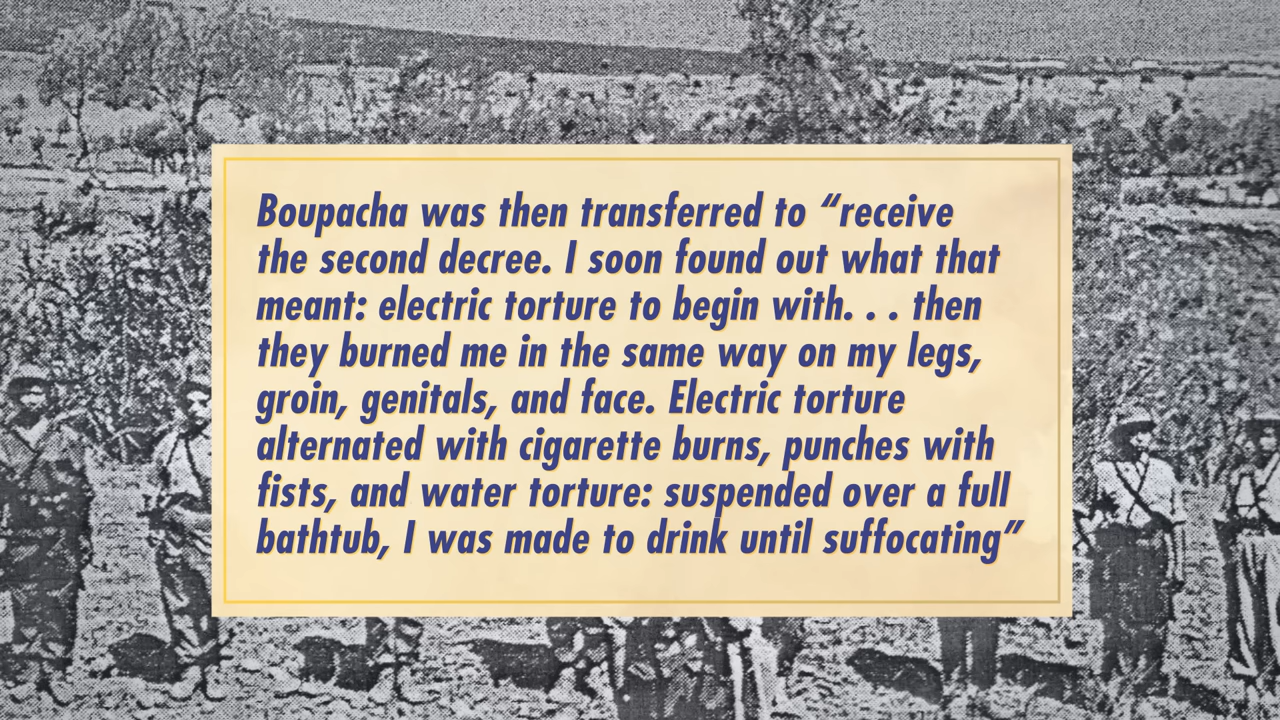 Boupacha was then transferred to “receive
the second decree. I soon found out what that
meant: electric torture to begin with. . . then
they burned me in the same way on my legs,
groin, genitals, and face. Electric torture
alternated with cigarette burns, punches with
fists, and water torture: suspended over a full
bathtub, I was made to drink until suffocating”